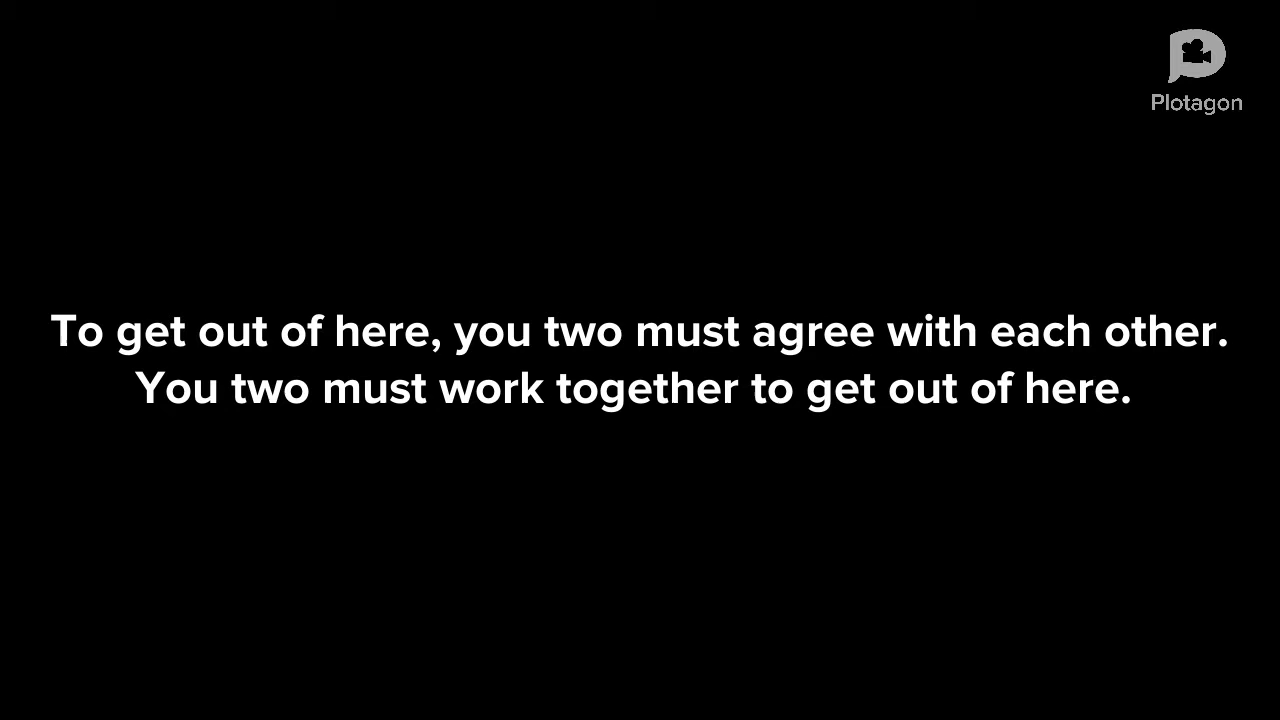 Plotagon
To get out of here, you two must agree with each other.
You two must work together to get out of here.